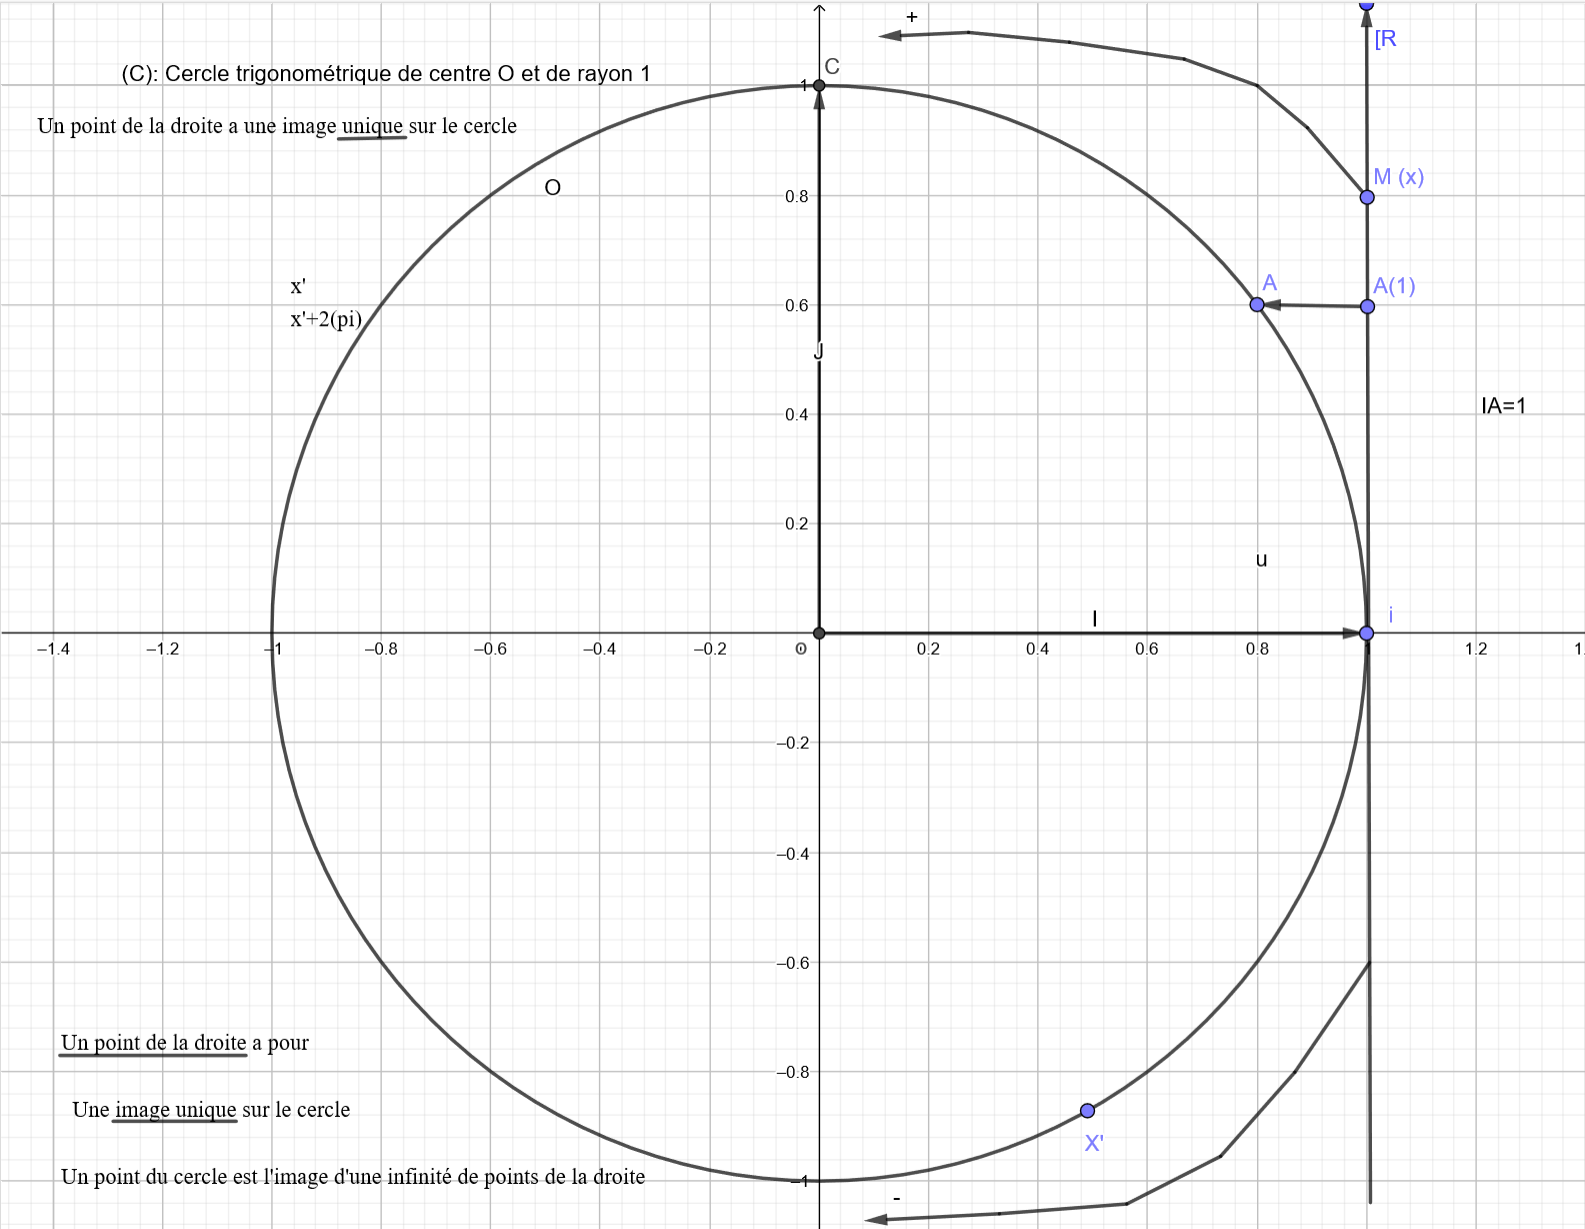 +
[R
C
(C): Cercle trigonométrique de centre O et de rayon 1
1
Un point de la droite a une image unique sur le cercle
M (x)
O
0.8
x'
A
A(1)
0.6
x'+2(pi)
J
0.4
IA=1
0.2
u
I
i
–1.4 –1.2 –1 –0.8 –0.6 –0.4 –0.2 0 0.2 0.4 0.6 0.8 1 1.2 1.
–0.2
–0.4
–0.6
Un point de la droite a pour
–0.8
Une image unique sur le cercle
X'
Un point du cercle est l'image d'une infinité de points de la droite
–1
-